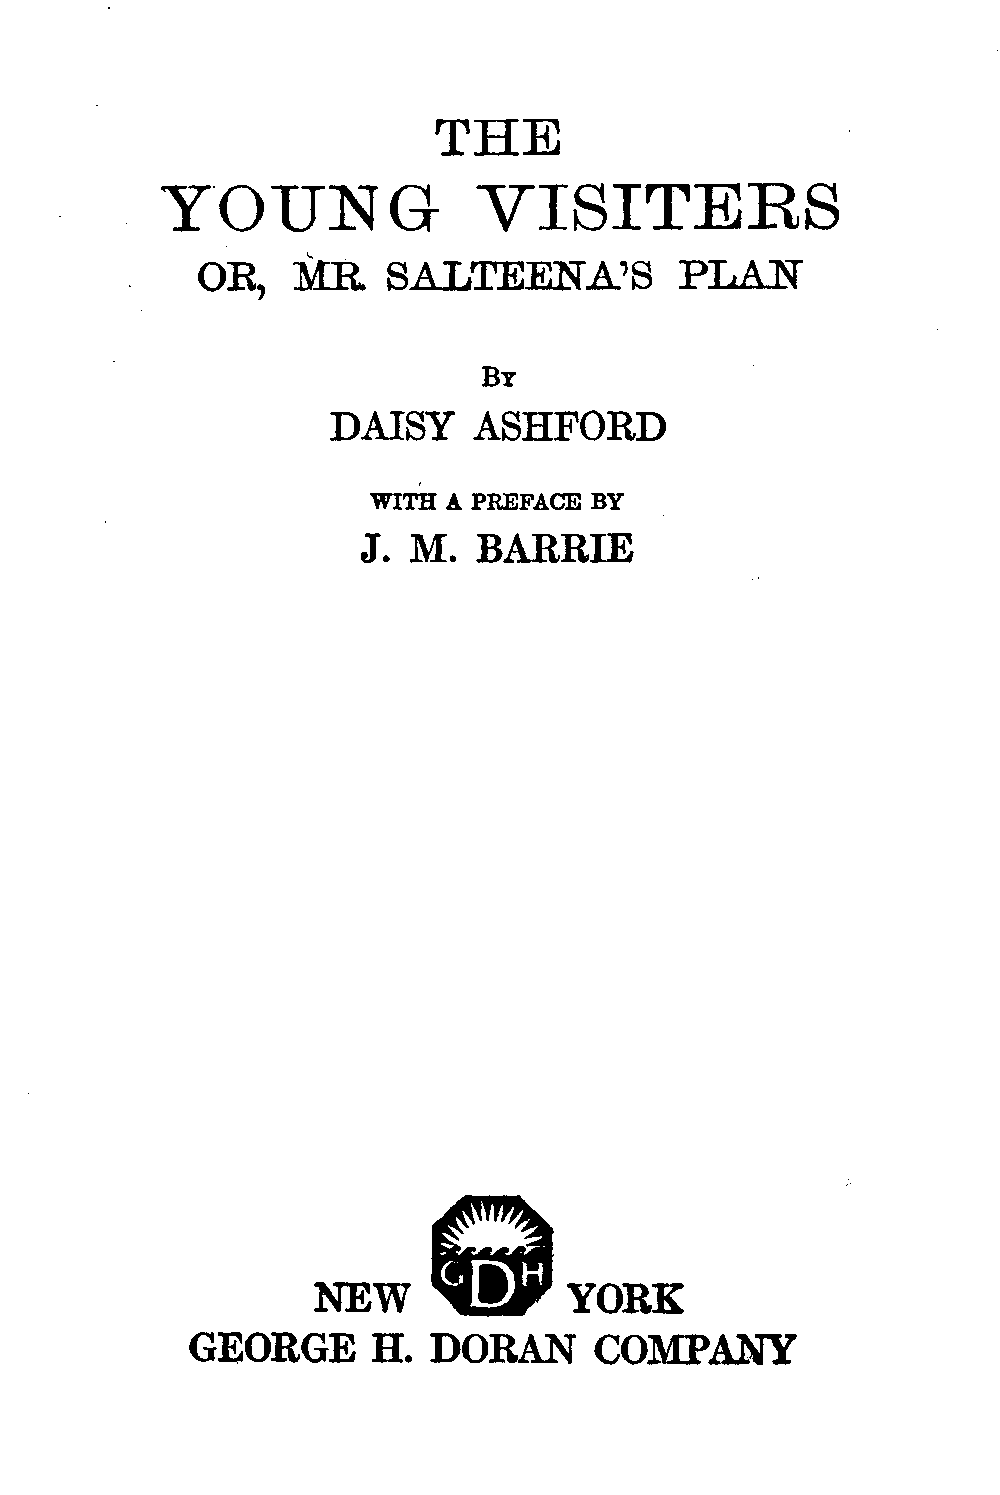 THE
YOUNG VISITERS
OR, MR. SALTEENA'S PLAN
BY
DAISY ASHFORD
WITH A PREFACE BY
J. M. BARRIE
G D H
NEW YORK
GEORGE H. DORAN COMPANY